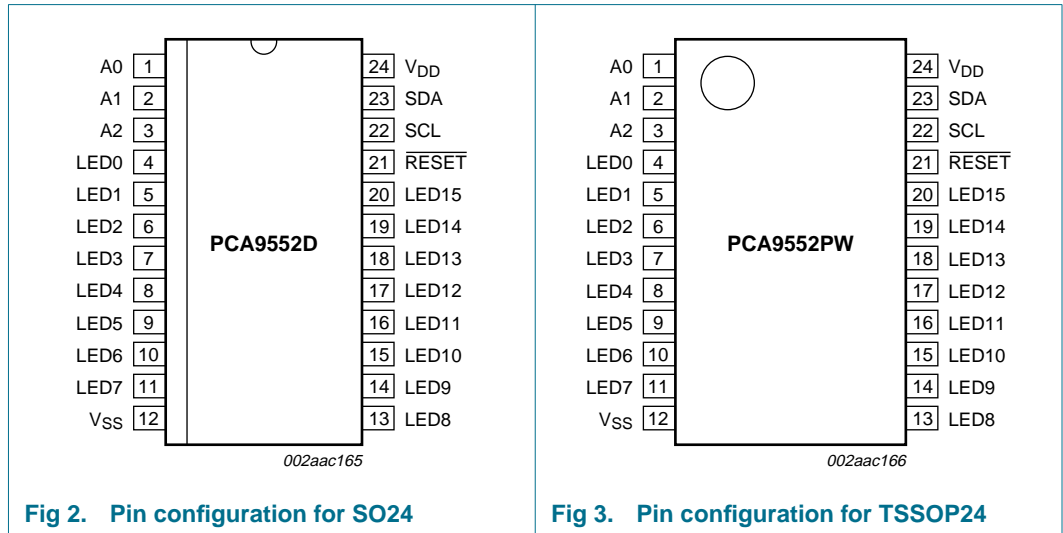 A0 1 24 VDD
A1 2 23 SDA
A2 3 22 SCL
LED0 4 21 RESET
LED1 5 20 LED15
LED2 6 19 LED14
LED3 7 18 LED13
LED4 8 17 LED12
LED5 9 16 LED11
LED6 10 15 LED10
LED7 11 14 LED9
VSS 12 13 LED8
PCA9552D
002aac165
Fig 2. Pin configuration for SO24
A0 1 24 VDD
A1 2 23 SDA
A2 3 22 SCL
LED0 4 21 RESET
LED1 5 20 LED15
LED2 6 19 LED14
LED3 7 18 LED13
LED4 8 17 LED12
LED5 9 16 LED11
LED6 10 15 LED10
LED7 11 14 LED9
VSS 12 13 LED8
PCA9552PW
002aac166
Fig 3. Pin configuration for TSSOP24